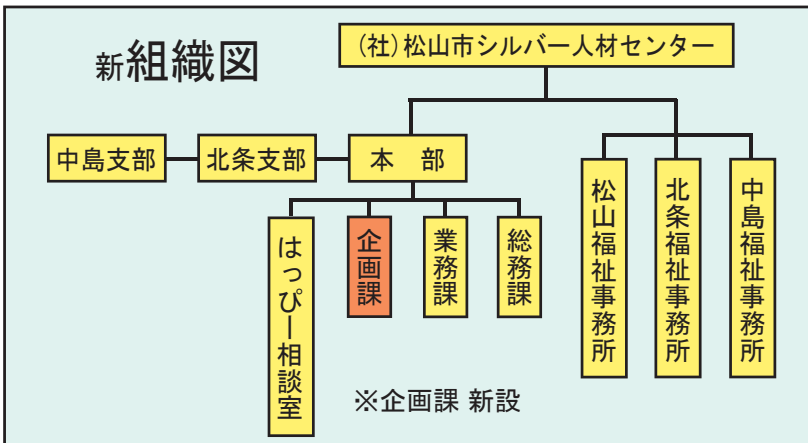 新組織図
（社）松山市シルバー人材センター
中島支部
北条支部
本　部
はっぴー相談室
企画課
業務課
総務課
松山福祉事務所
北条福祉事務所
中島福祉事務所
※企画課 新設